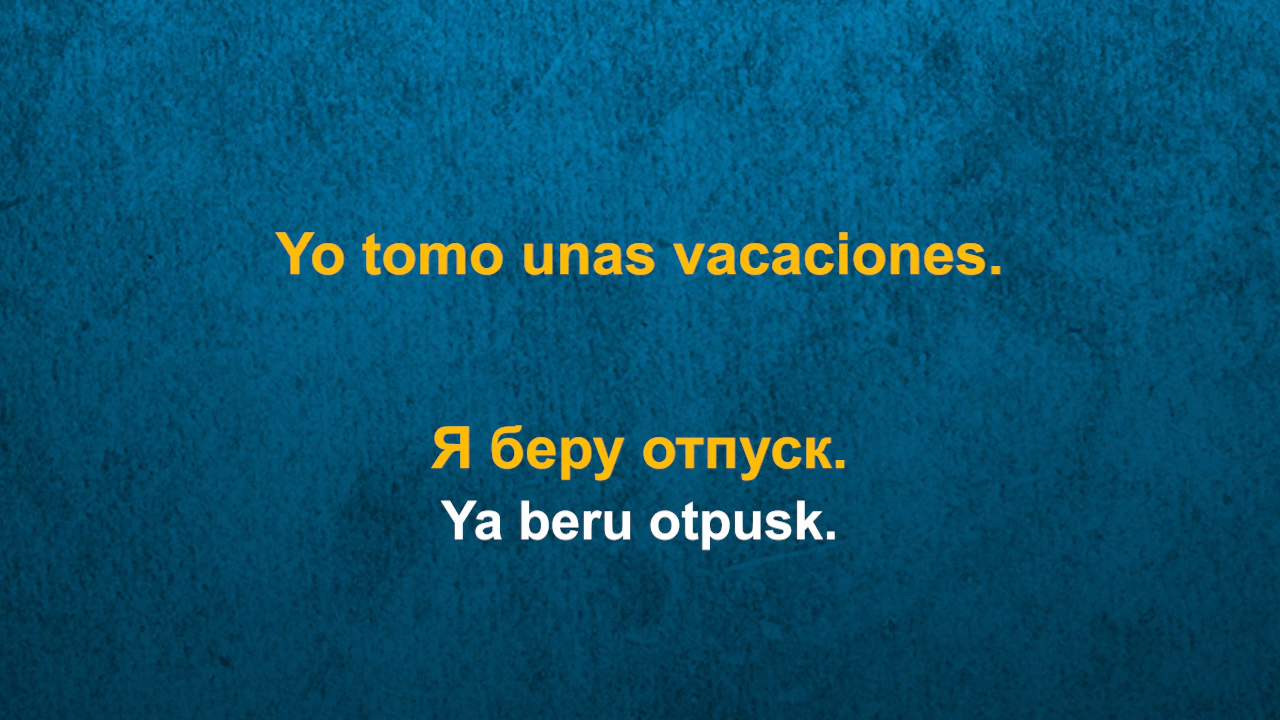 Yo tomo unas vacaciones.
Я беру отпуск.
Ya beru otpusk.